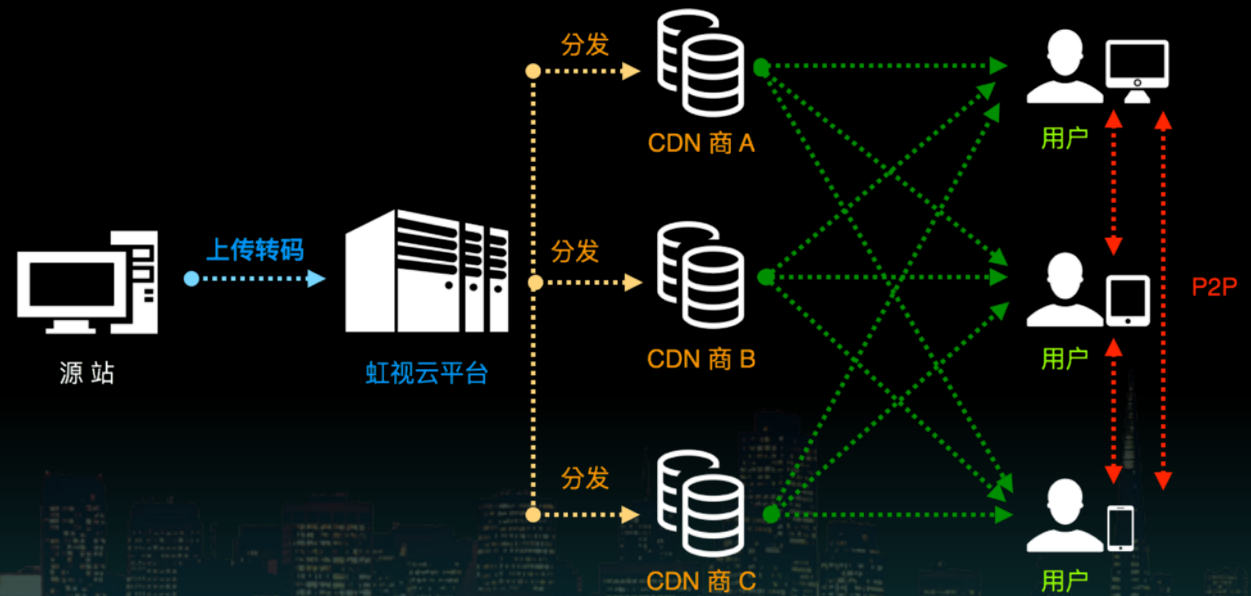 分发
CDN 商 A
用户
上传转码
源 站
虹视云平台
分发
CDN 商 B
用户
P2P
分发
CDN 商 C
用户